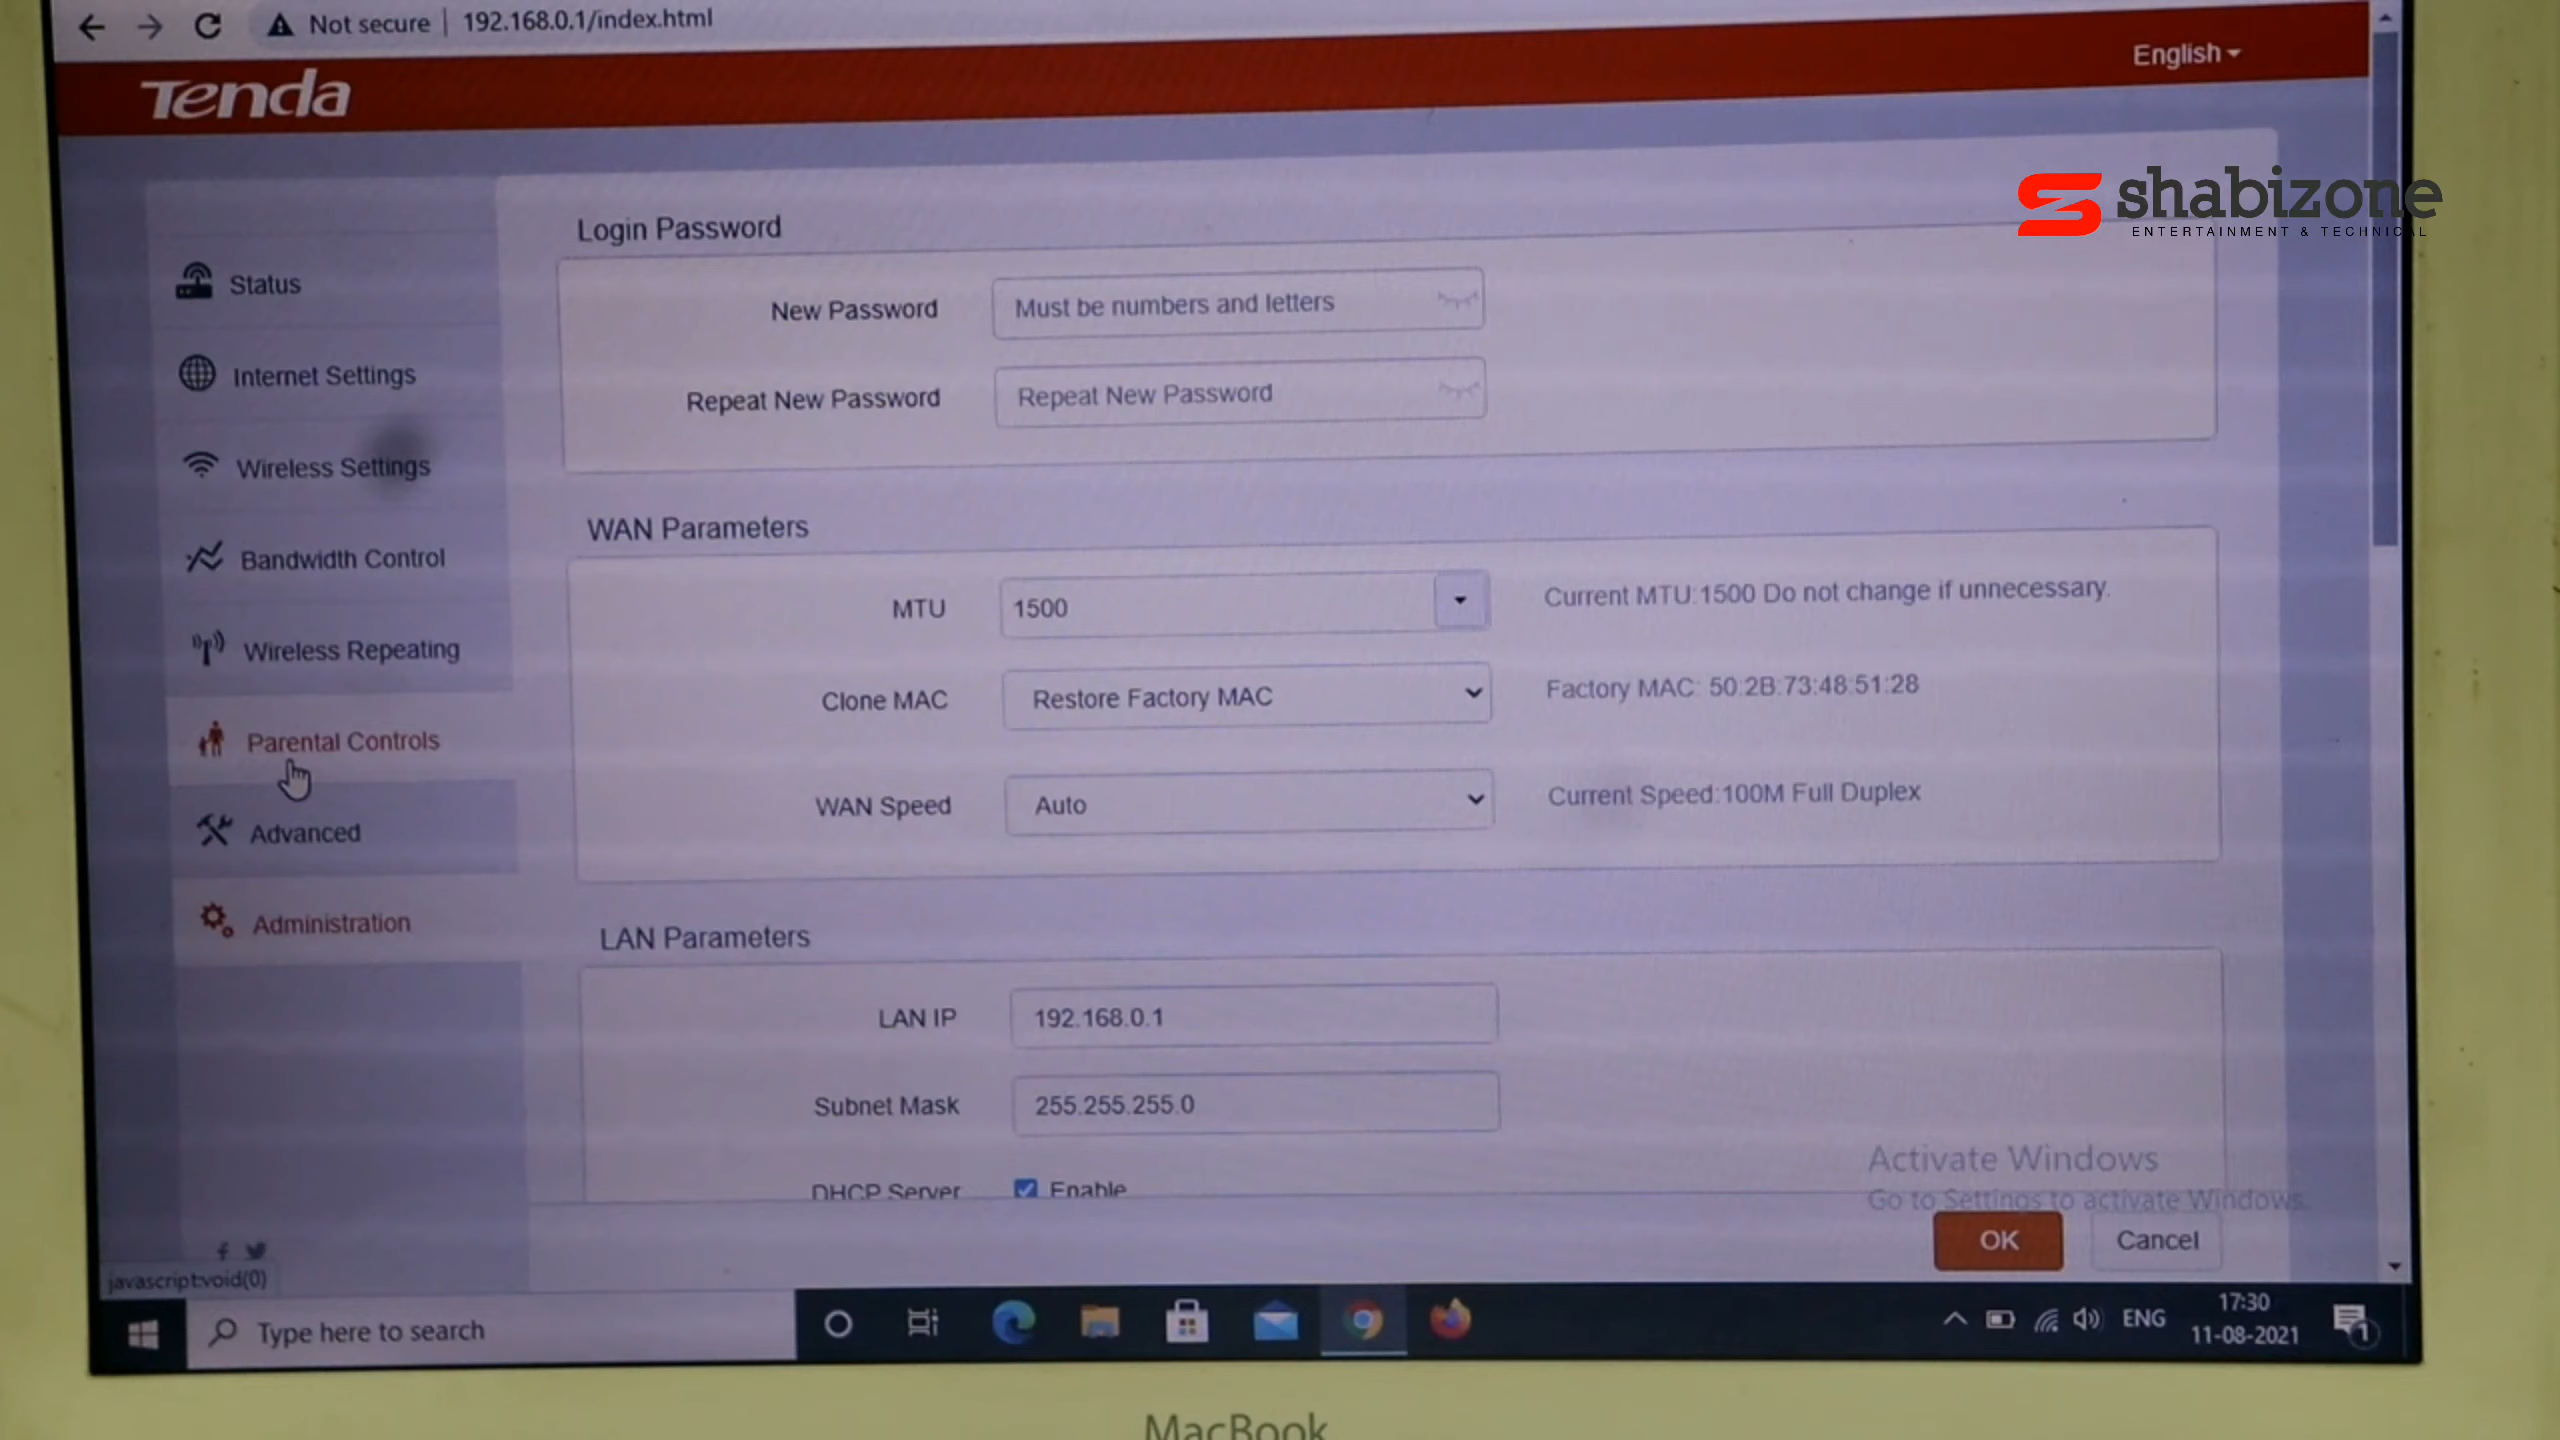 Not secure | 192.168.0.1/index.html
Tenda
English
shabizone
ENTERTAINMENT & TECHNICAL
Login Password
Status
New Password
Must be numbers and letters
Internet Settings
Repeat New Password
Repeat New Password
Wireless Settings
WAN Parameters
Bandwidth Control
MTU
1500
Current MTU:1500 Do not change if unnecessary.
Wireless Repeating
Clone MAC
Restore Factory MAC
Factory MAC: 50:2B:73:48:51:28
Parental Controls
WAN Speed
Auto
Current Speed:100M Full Duplex
Advanced
Administration
LAN Parameters
LAN IP
192.168.0.1
Subnet Mask
255.255.255.0
DHCP Server
Enable
Activate Windows
Go to Settings to activate Windows.
OK
Cancel
javascript:void(0)
Type here to search
ENG
17:30
11-08-2021
1
MacBook